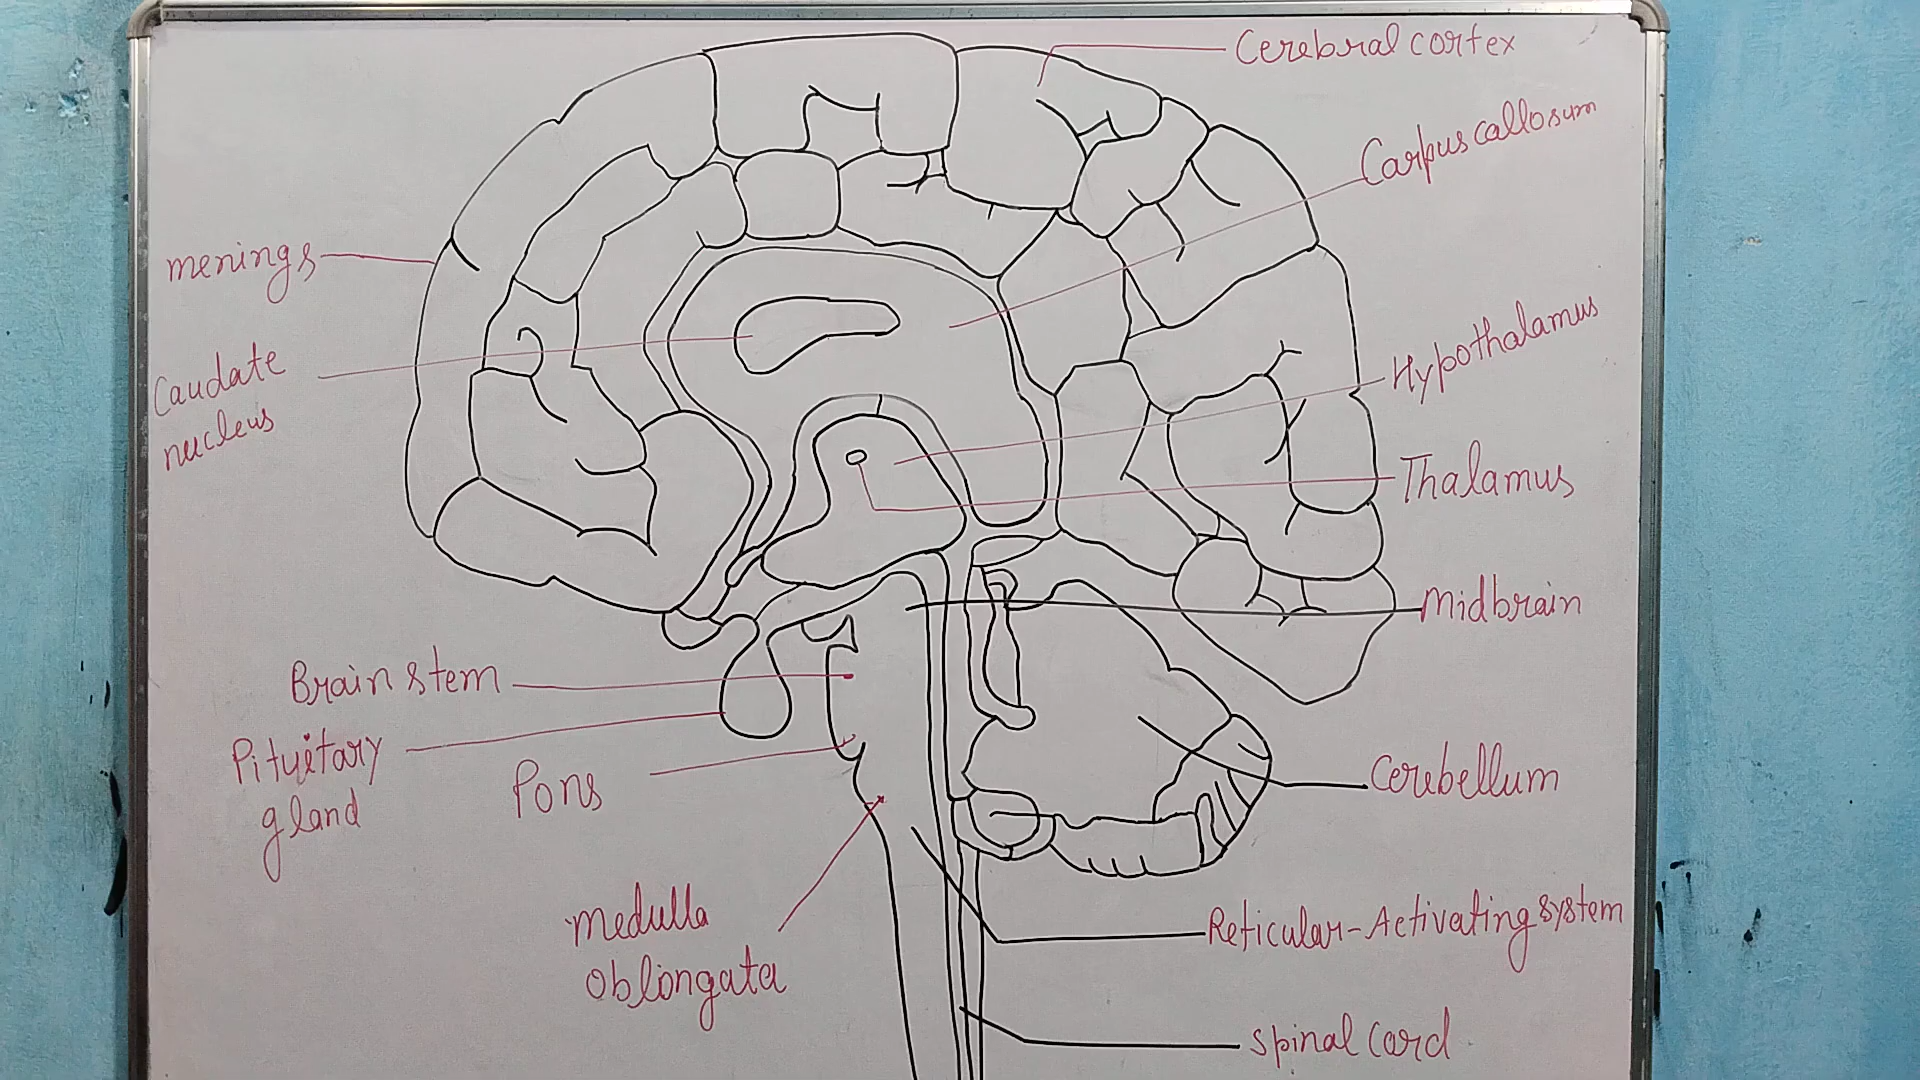 Cerebral cortex
Carpus callosum
menings
Hypothalamus
Caudate
nucleus
Thalamus
Midbrain
Brain stem
Pituitary
gland
Pons
Cerebellum
Medulla
oblongata
Reticular-Activating system
spinal cord